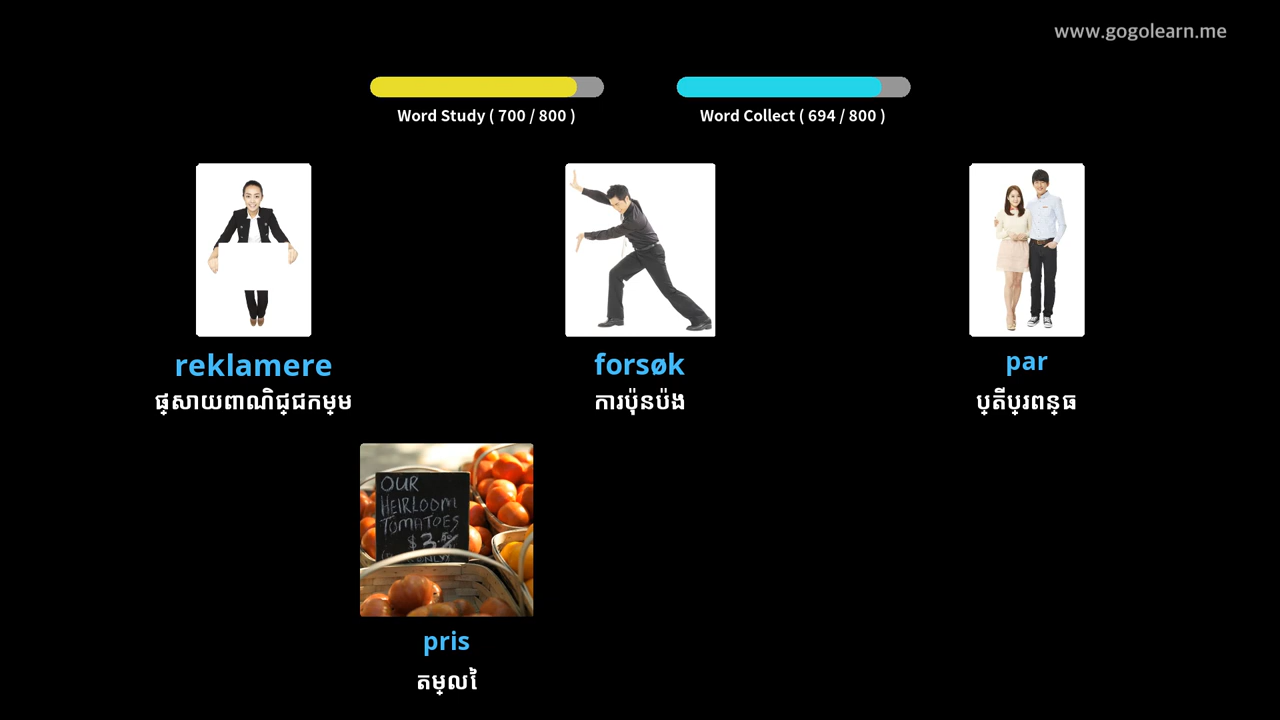 www.gogolearn.me
Word Study ( 700 / 800 )
Word Collect ( 694 / 800 )
reklamere
forsøk
par
ផ្សាយពាណិជ្ជកម្ម
ការប៉ុនប៉ង
ប្តីប្រពន្ធ
OUR
HEIRLOOM
TOMATOES
pris
តម្លៃ